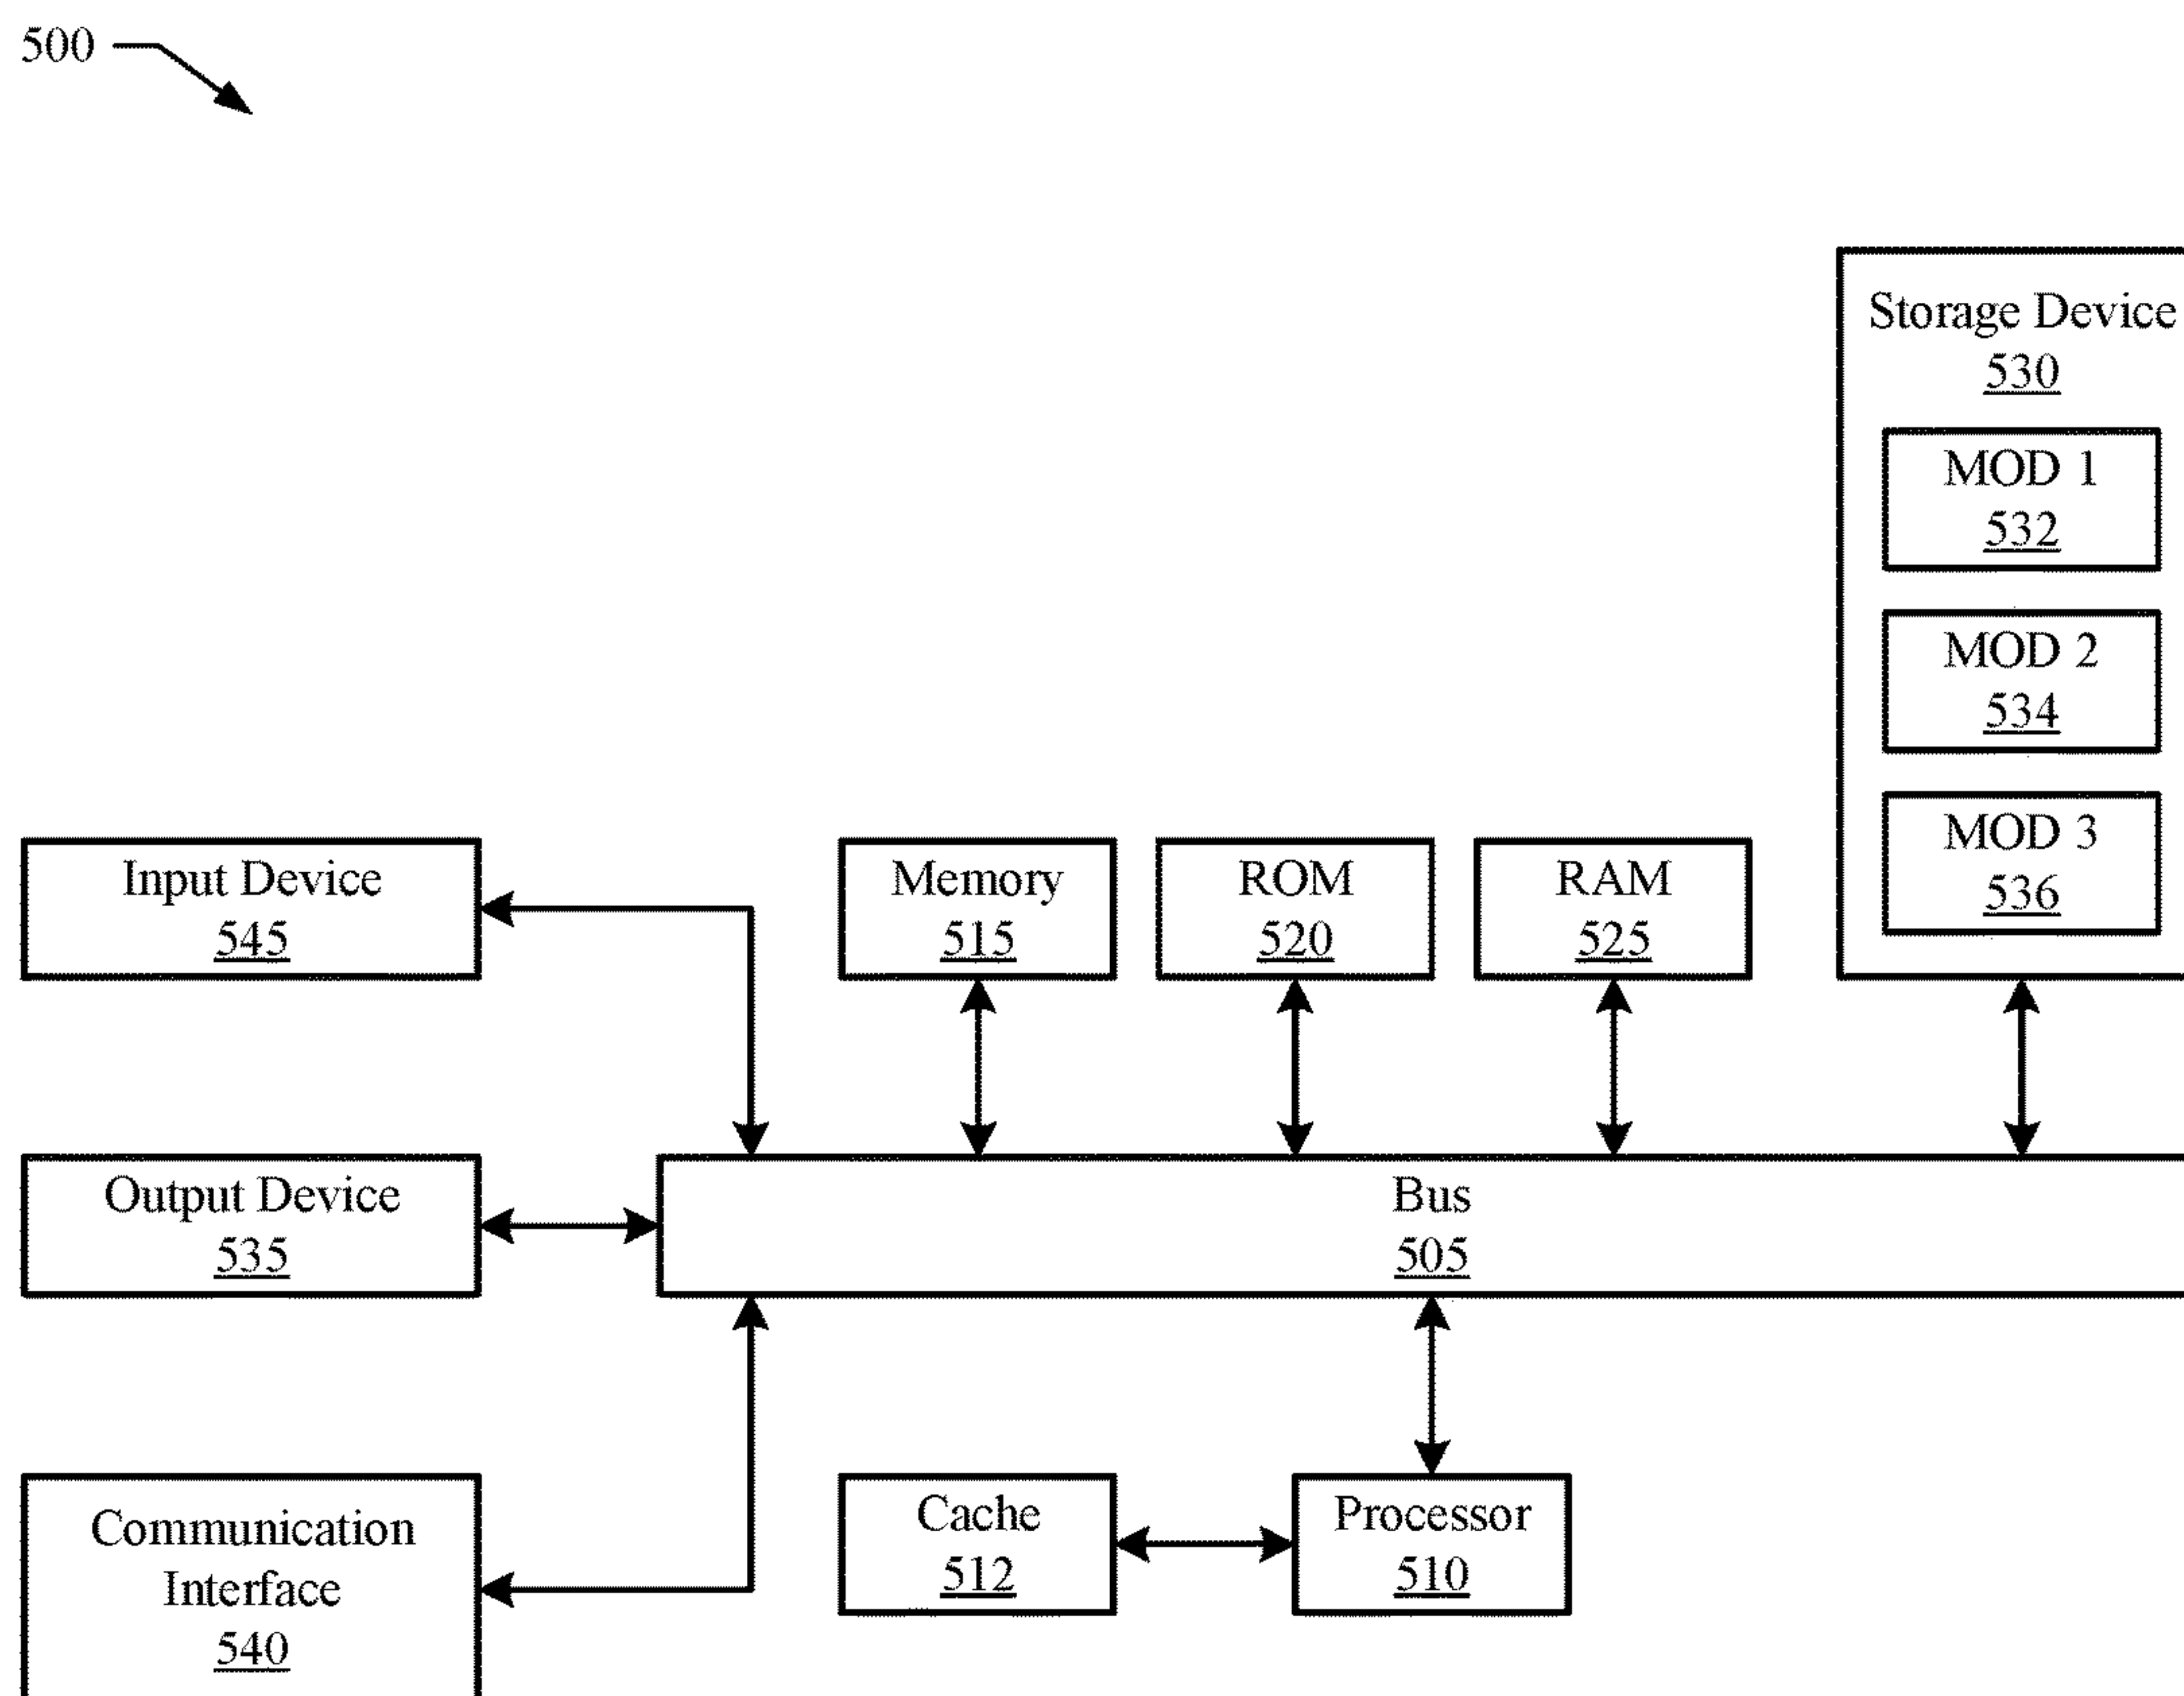 500
Storage Device
530
MOD 1
532
MOD 2
534
MOD 3
536
Input Device
545
Memory
515
ROM
520
RAM
525
Output Device
535
Bus
505
Communication
Interface
540
Cache
512
Processor
510